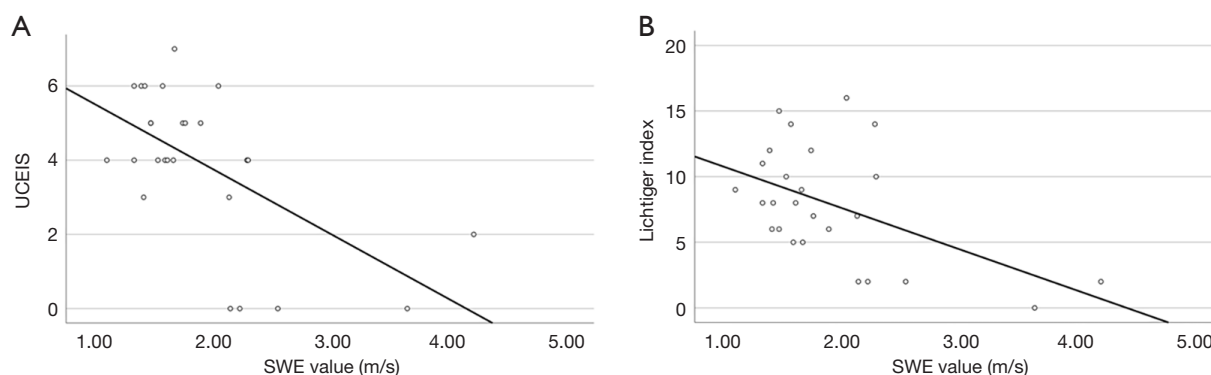 A
UCEIS
6
4
2
0
1.00 2.00 3.00 4.00 5.00
SWE value (m/s)
B
Lichtiger index
20
15
10
5
0
1.00 2.00 3.00 4.00 5.00
SWE value (m/s)